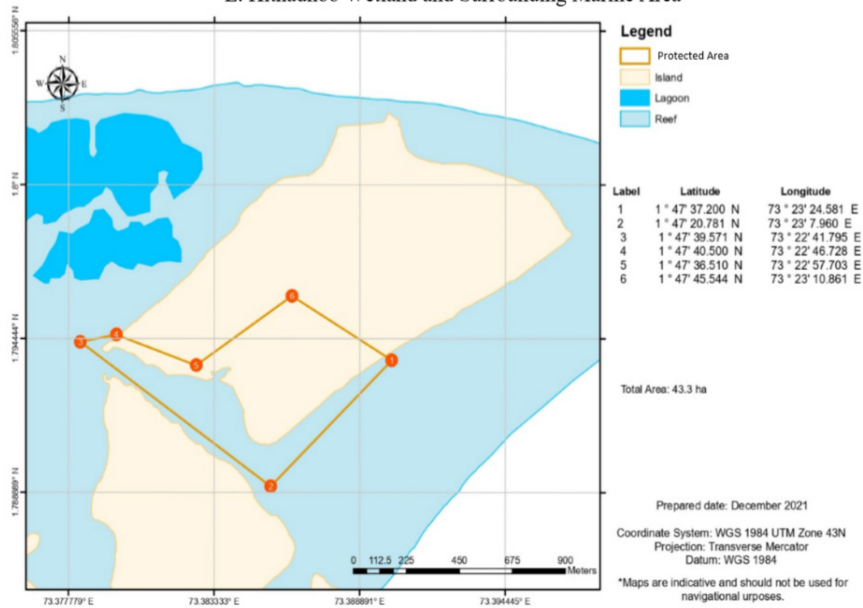 L. Hithadhoo Wetland and Surrounding Marine Area
Legend
Protected Area
Island
Lagoon
Reef
N
W E
S
Label Latitude Longitude
1 1 ° 47' 37.200 N 73 ° 23' 24.581 E
2 1 ° 47' 20.781 N 73 ° 23' 7.960 E
3 1 ° 47' 39.571 N 73 ° 22' 41.795 E
4 1 ° 47' 40.500 N 73 ° 22' 46.728 E
5 1 ° 47' 36.510 N 73 ° 22' 57.703 E
6 1 ° 47' 45.544 N 73 ° 23' 10.861 E
1.805556° N
1.8° N
1.794444° N
1.788889° N
6
4
3
5
1
2
Total Area: 43.3 ha
Prepared date: December 2021
Coordinate System: WGS 1984 UTM Zone 43N
Projection: Transverse Mercator
Datum: WGS 1984
*Maps are indicative and should not be used for
navigational urposes.
0 112.5 225 450 675 900
Meters
73.377779° E 73.383333° E 73.388891° E 73.394445° E